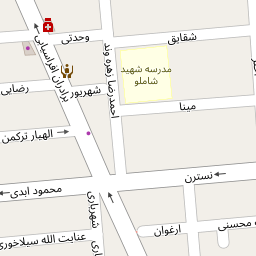 وحدتی
شقایق
برادران افراسیابی
احمدرضا زهره وند
مدرسه شهید
شاملو
رضایی
شهریور
مینا
الهیار ترکمن
نسترن
محمود ابدی
شهریاری
محسنی
ارغوان
عنایت الله سیلاخوری